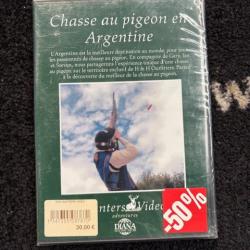 Chasse au pigeon en
Argentine
L'Argentine est la meilleure destination au monde, pour tous
les passionnés de chasse au pigeon. En compagnie de Gary,
et Soraya, nous partagerons l'expérience unique d'une chasse
au pigeon sur le territoire exclusif de H & H Outfitters. Partez
à la découverte du meilleur de la chasse au pigeon.
Hunters Video
adventures
DIANA
30,00 €
-50%